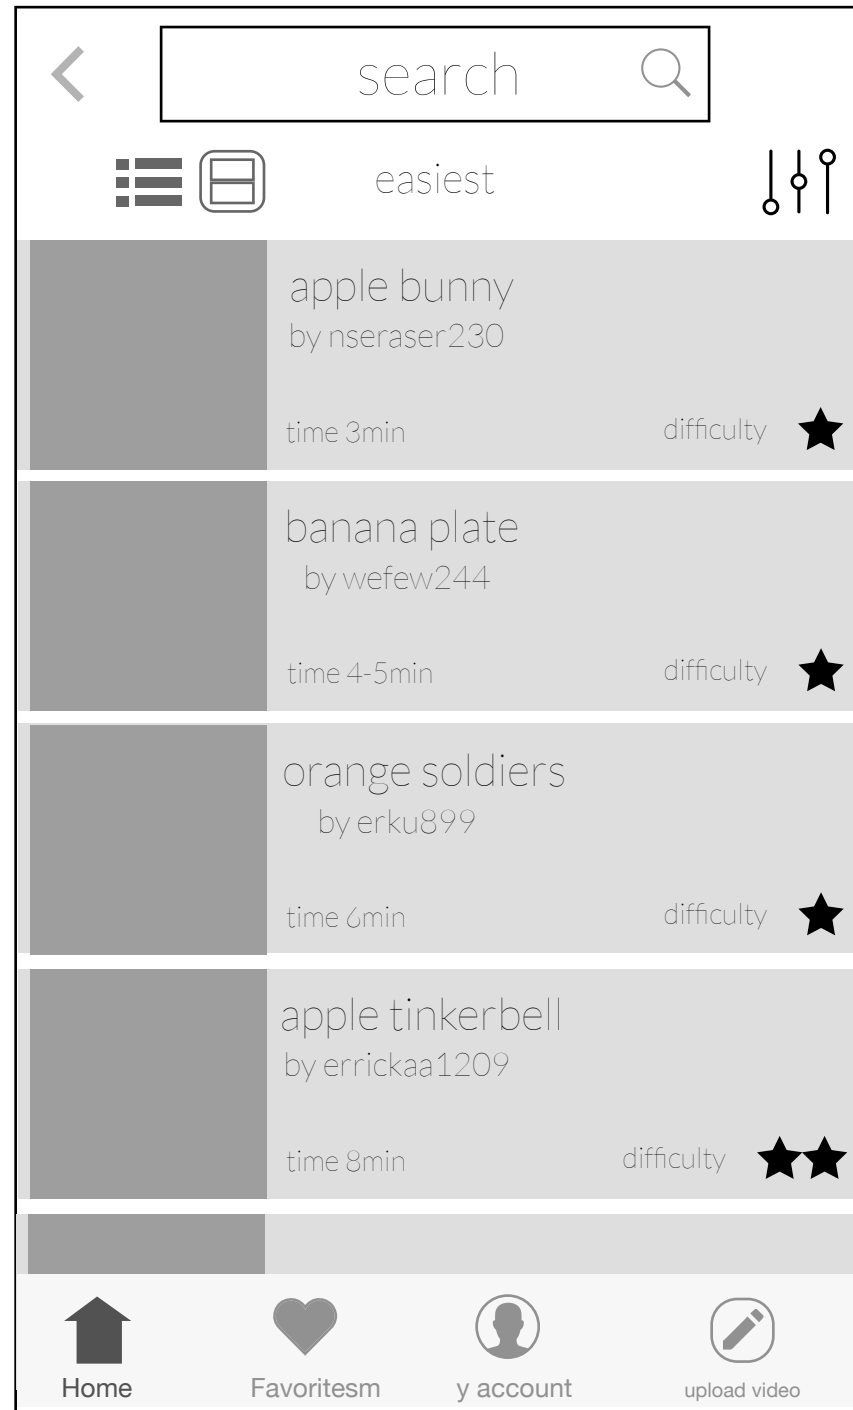 search
easiest
apple bunny
by nseraser230
time 3min difficulty
banana plate
by wefew244
time 4-5min difficulty
orange soldiers
by erku899
time 6min difficulty
apple tinkerbell
by errickaa1209
time 8min difficulty
Home Favoritesm y account upload video